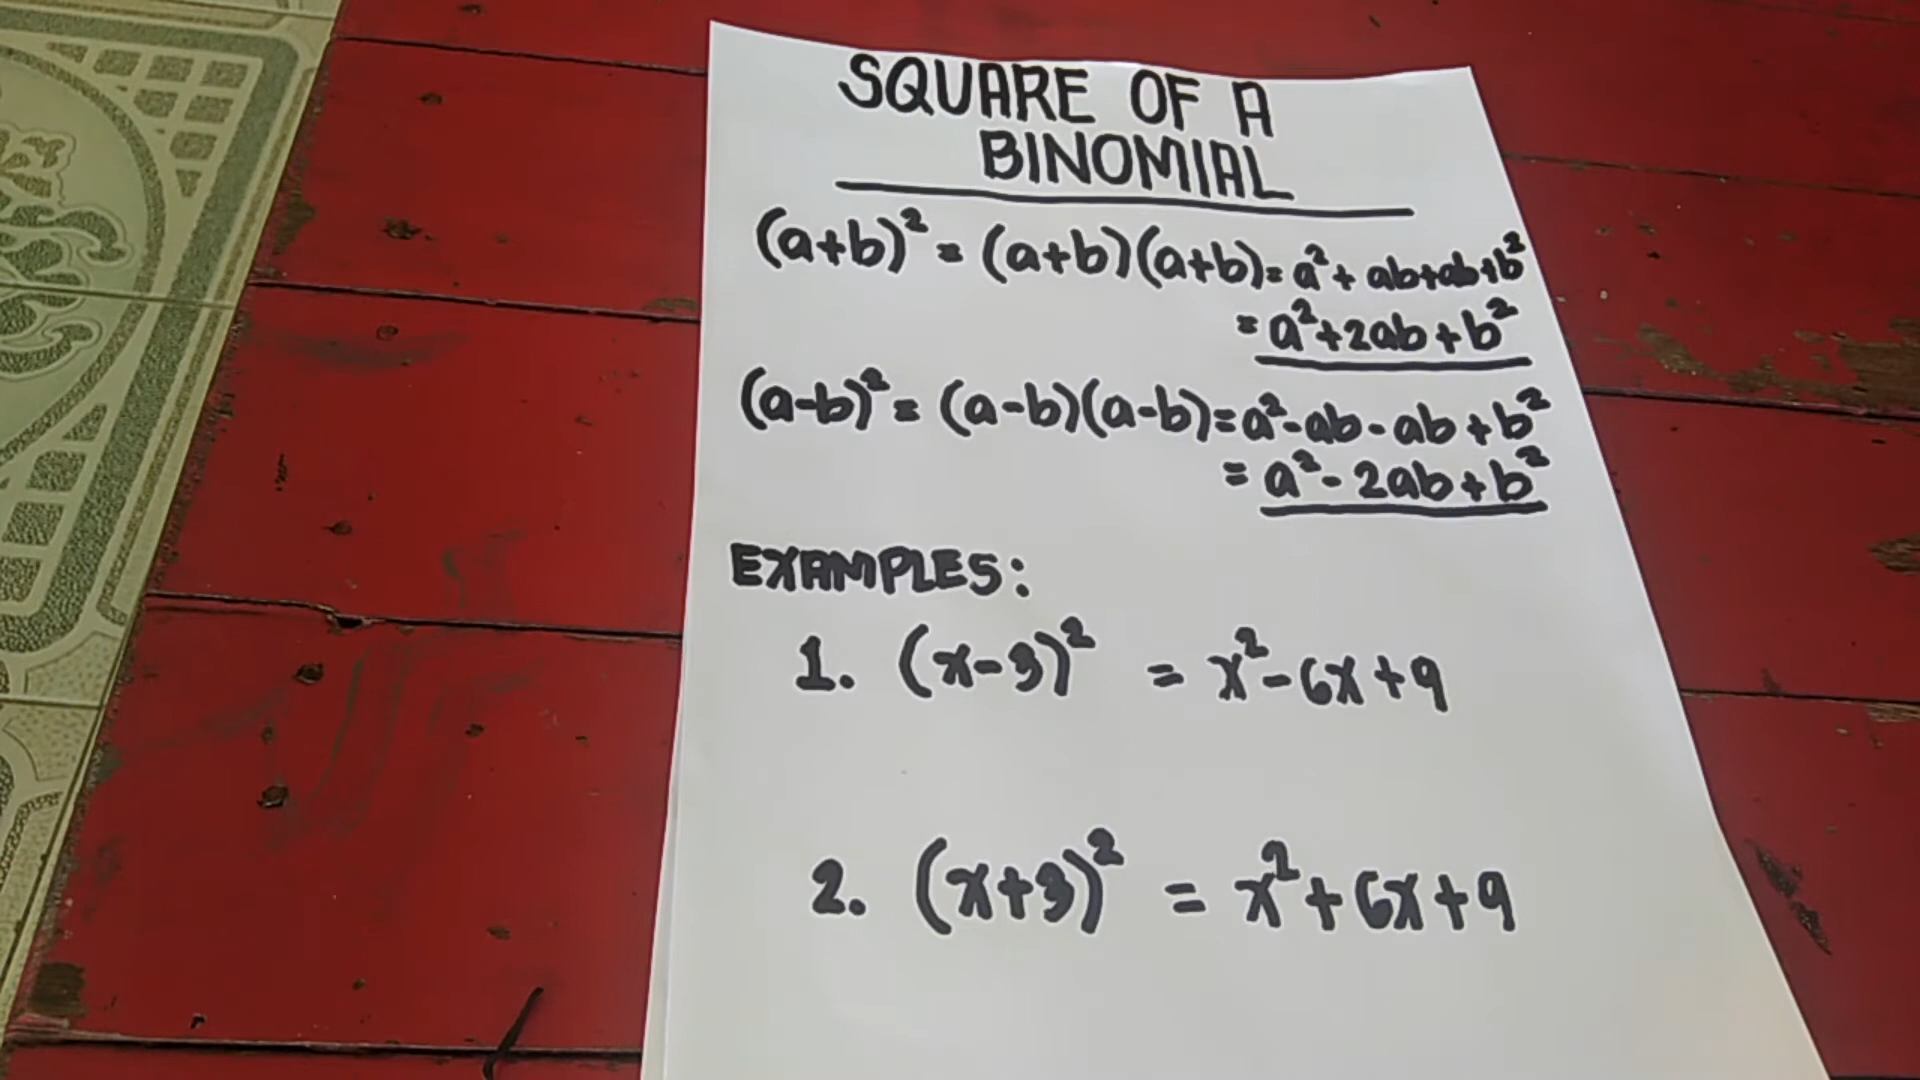 SQUARE OF A
BINOMIAL
(a+b)² = (a+b)(a+b) = a² + ab+ab+b²
= a²+2ab+b²
(a-b)² = (a-b)(a-b) = a²-ab-ab+b²
= a²-2ab+b²
EXAMPLES:
1. (x-3)² = x²-6x+9
2. (x+3)² = x²+6x+9